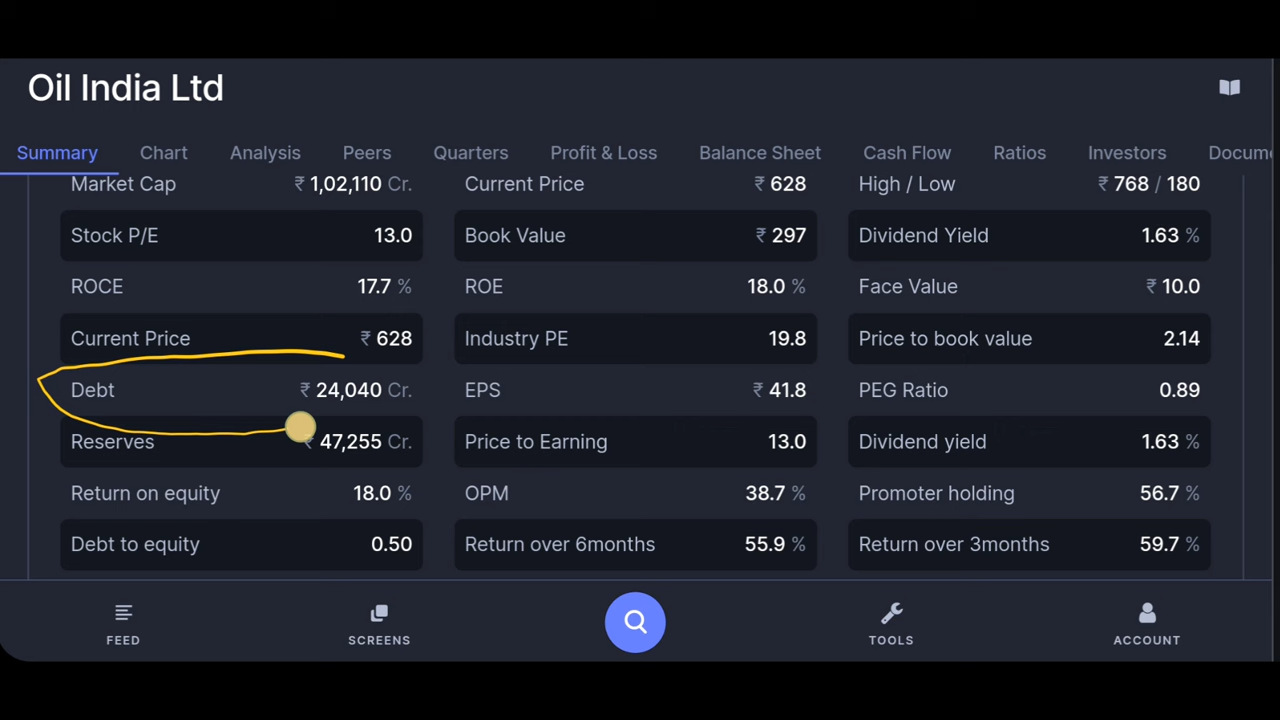 Oil India Ltd
Summary Chart Analysis Peers Quarters Profit & Loss Balance Sheet Cash Flow Ratios Investors Docume
Market Cap ₹ 1,02,110 Cr. Current Price ₹ 628 High / Low ₹ 768 / 180
Stock P/E 13.0 Book Value ₹ 297 Dividend Yield 1.63 %
ROCE 17.7 % ROE 18.0 % Face Value ₹ 10.0
Current Price ₹ 628 Industry PE 19.8 Price to book value 2.14
Debt ₹ 24,040 Cr. EPS ₹ 41.8 PEG Ratio 0.89
Reserves ₹ 47,255 Cr. Price to Earning 13.0 Dividend yield 1.63 %
Return on equity 18.0 % OPM 38.7 % Promoter holding 56.7 %
Debt to equity 0.50 Return over 6months 55.9 % Return over 3months 59.7 %
FEED SCREENS TOOLS ACCOUNT